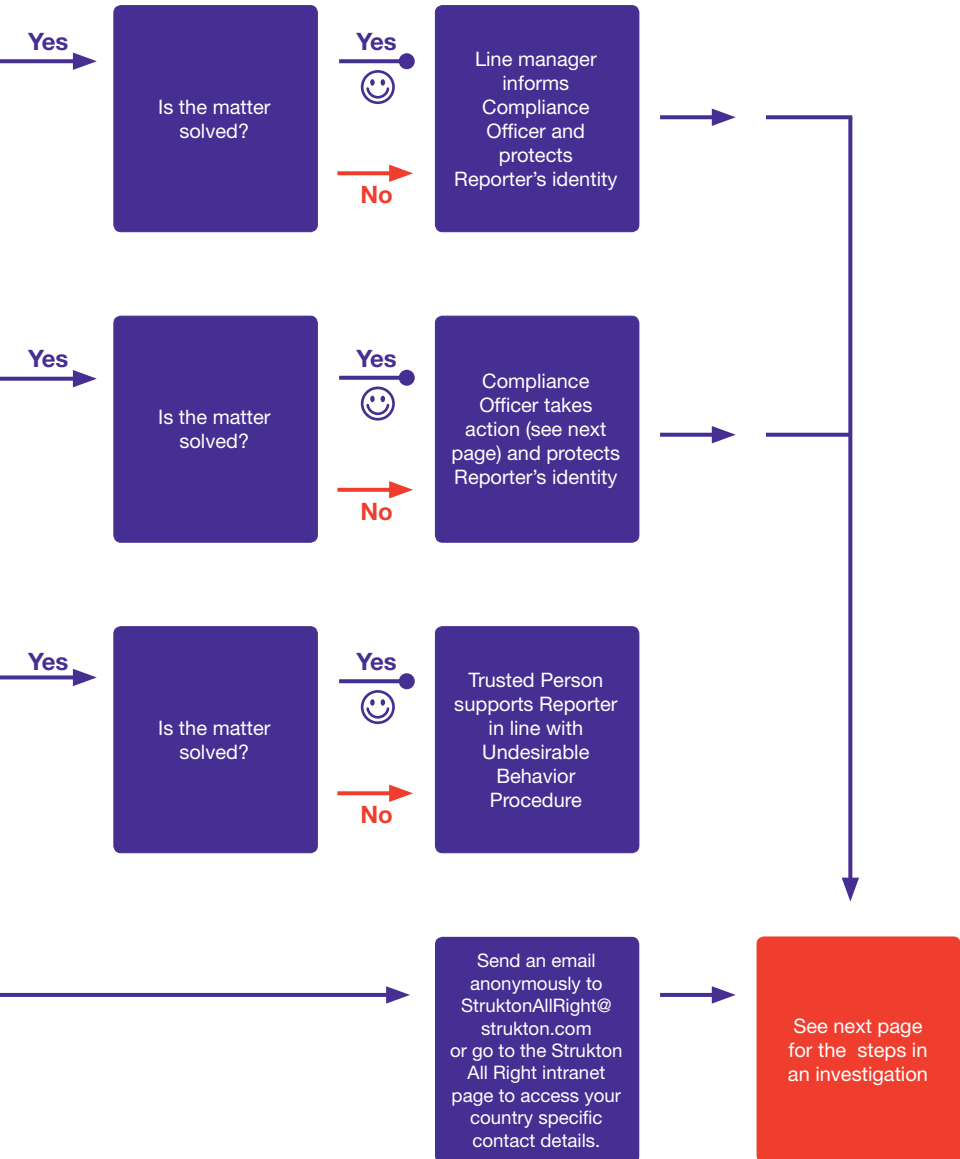 Yes
Is the matter
solved?
Yes
No
Line manager
informs
Compliance
Officer and
protects
Reporter's identity
Yes
Is the matter
solved?
Yes
No
Compliance
Officer takes
action (see next
page) and protects
Reporter's identity
Yes
Is the matter
solved?
Yes
No
Trusted Person
supports Reporter
in line with
Undesirable
Behavior
Procedure
Send an email
anonymously to
StruktonAllRight@
strukton.com
or go to the Strukton
All Right intranet
page to access your
country specific
contact details.
See next page
for the steps in
an investigation